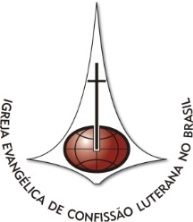 IGREJA EVANGÉLICA DE CONFISSÃO LUTERANA NO BRASIL